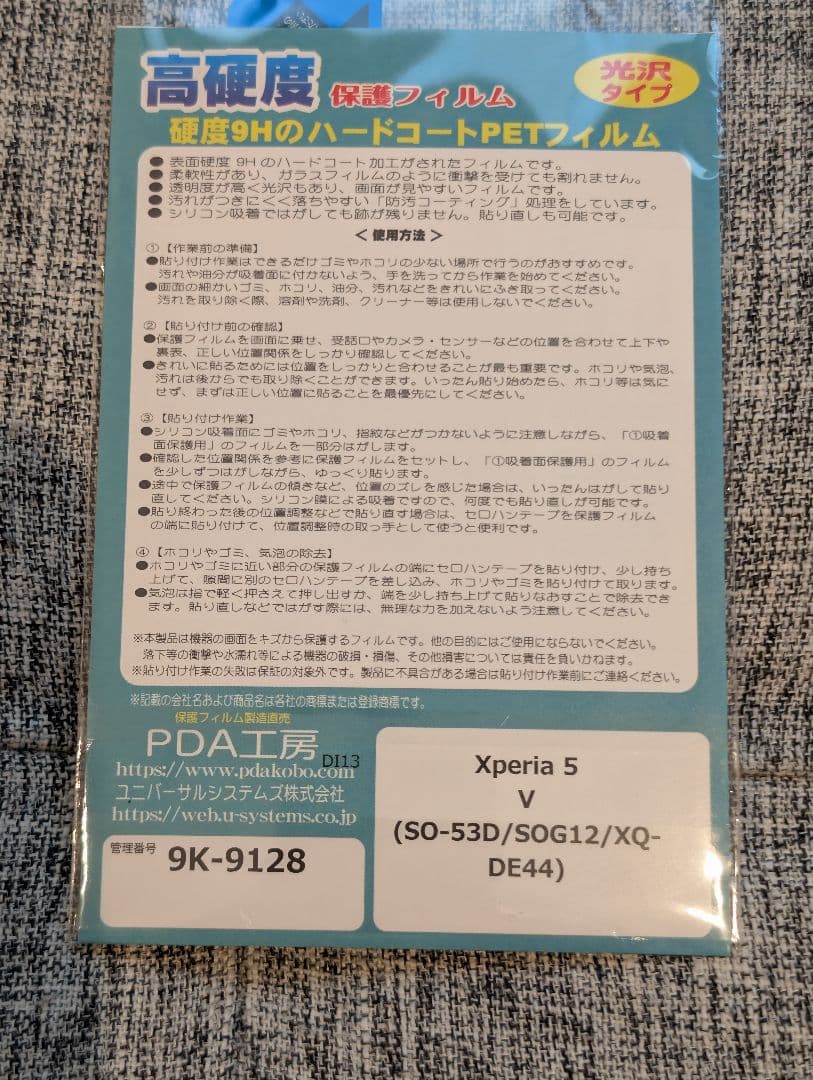 高硬度 保護フィルム
光沢
タイプ
硬度9HのハードコートPETフィルム
● 表面硬度 9H のハードコート加工がされたフィルムです。
● 柔軟性があり、ガラスフィルムのように衝撃を受けても割れません。
● 透明度が高く光沢もあり、画面が見やすいフィルムです。
● 汚れがつきにくく落ちやすい「防汚コーティング」処理をしています。
● シリコン吸着ではがしても跡が残りません。貼り直しも可能です。
＜使用方法＞
①【作業前の準備】
●貼り付け作業はできるだけゴミやホコリの少ない場所で行うのがおすすめです。
汚れや油分が吸着面に付かないよう、手を洗ってから作業を始めてください。
●画面の細かいゴミ、ホコリ、油分、汚れなどをきれいにふき取ってください。
汚れを取り除く際、溶剤や洗剤、クリーナー等は使用しないでください。
②【貼り付け前の確認】
●保護フィルムを画面に乗せ、受話口やカメラ・センサーなどの位置を合わせて上下や
裏表、正しい位置関係をしっかり確認してください。
●きれいに貼るためには位置をしっかりと合わせることが最も重要です。ホコリや気泡、
汚れは後からでも取り除くことができます。いったん貼り始めたら、ホコリ等は気に
せず、まずは正しい位置に貼ることを最優先にしてください。
③【貼り付け作業】
●シリコン吸着面にゴミやホコリ、指紋などがつかないように注意しながら、「①吸着
面保護用」のフィルムを一部分はがします。
●確認した位置関係を参考に保護フィルムをセットし、「①吸着面保護用」のフィルム
を少しずつはがしながら、ゆっくり貼ります。
●途中で保護フィルムの傾きなど、位置のズレを感じた場合は、いったんはがして貼り
直してください。シリコン膜による吸着ですので、何度でも貼り直しが可能です。
●貼り終わった後の位置調整などで貼り直す場合は、セロハンテープを保護フィルム
の端に貼り付けて、位置調整時の取っ手として使うと便利です。
④【ホコリやゴミ、気泡の除去】
●ホコリやゴミに近い部分の保護フィルムの端にセロハンテープを貼り付け、少し持ち
上げて、隙間に別のセロハンテープを差し込み、ホコリやゴミを貼り付けて取ります。
●気泡は指で軽く押さえて押し出すか、端を少し持ち上げて貼りなおすことで除去でき
ます。貼り直しなどではがす際には、無理な力を加えないよう注意してください。
※本製品は機器の画面をキズから保護するフィルムです。他の目的にはご使用にならないでください。
落下等の衝撃や水濡れ等による機器の破損・損傷、その他損害については責任を負いかねます。
※貼り付け作業の失敗は保証の対象外です。製品に不具合がある場合は貼り付け作業前にご連絡ください。
※記載の会社名および商品名は各社の商標または登録商標です。
保護フィルム製造直売
PDA工房
DI13
https://www.pdakobo.com
ユニバーサルシステムズ株式会社
https://web.u-systems.co.jp
管理番号 9K-9128
Xperia 5
V
(SO-53D/SOG12/XQ-
DE44)